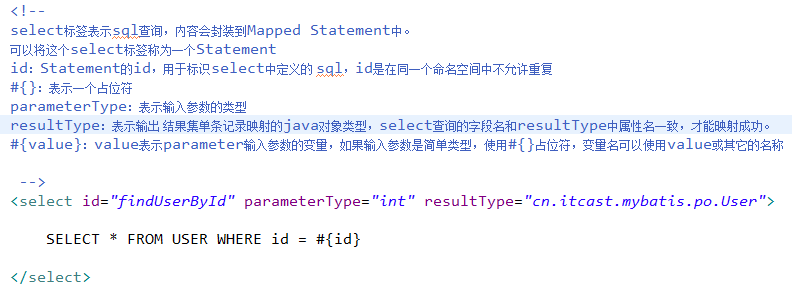 <!--
select标签表示sql查询，内容会封装到Mapped Statement中。
可以将这个select标签称为一个Statement
id：Statement的id，用于标识select中定义的 sql，id是在同一个命名空间中不允许重复
#{}：表示一个占位符
parameterType：表示输入参数的类型
resultType：表示输出 结果集单条记录映射的java对象类型，select查询的字段名和resultType中属性名一致，才能映射成功。
#{value}：value表示parameter输入参数的变量，如果输入参数是简单类型，使用#{}占位符，变量名可以使用value或其它的名称
-->
<select id="findUserById" parameterType="int" resultType="cn.itcast.mybatis.po.User">
SELECT * FROM USER WHERE id = #{id}
</select>